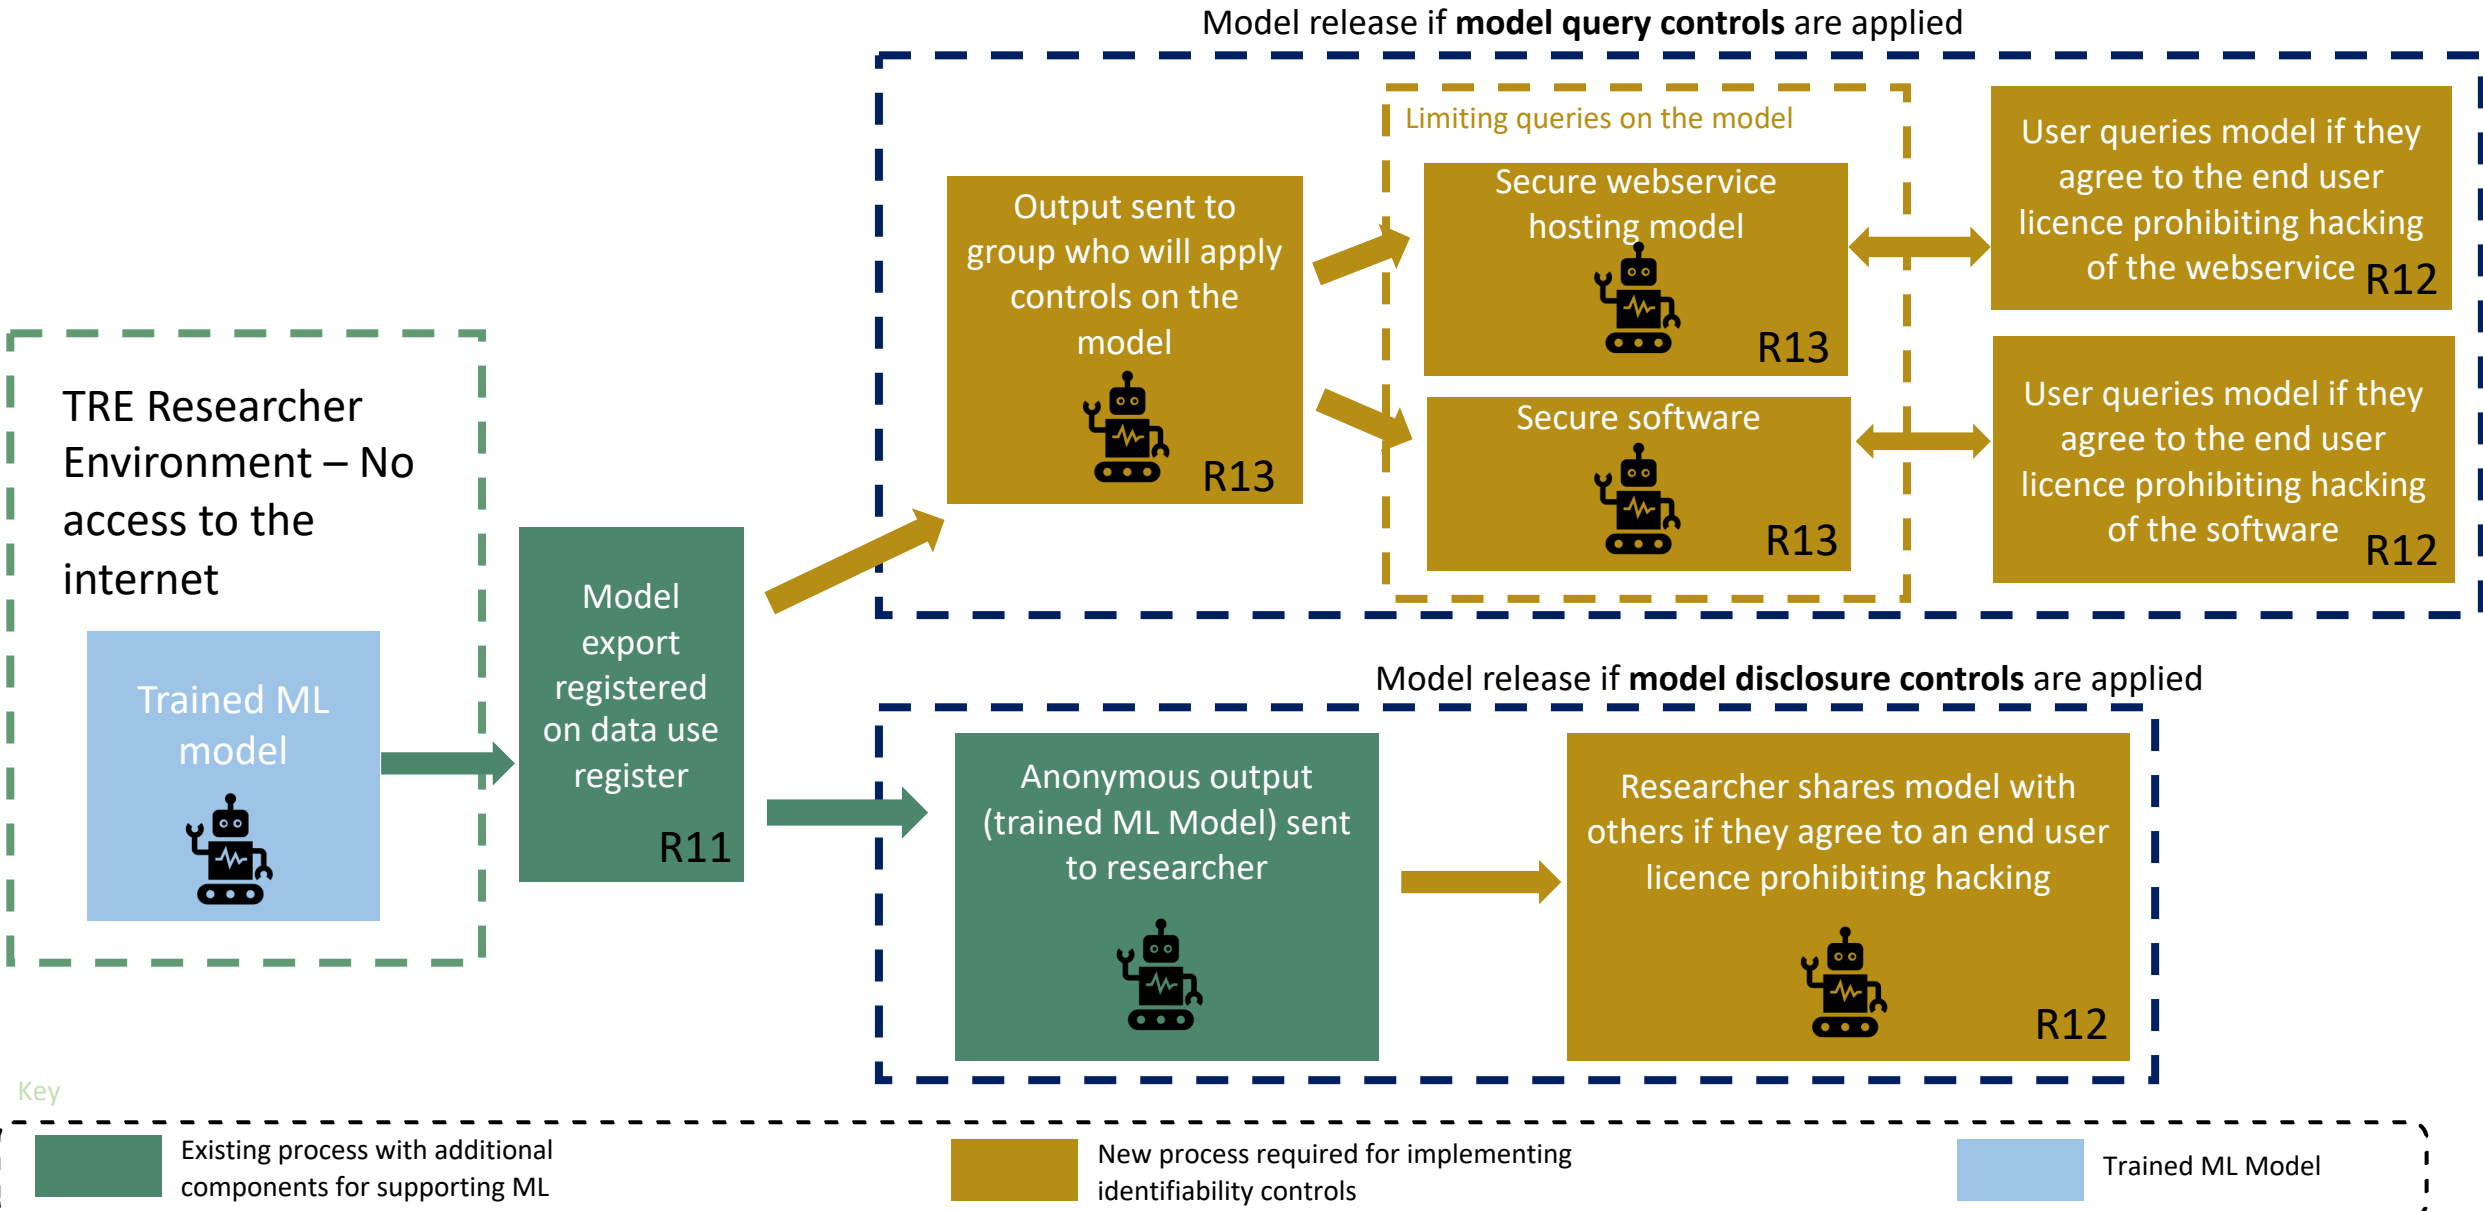 Model release if model query controls are applied
Limiting queries on the model
Output sent to
group who will apply
controls on the
model
R13
Secure webservice
hosting model
R13
Secure software
R13
User queries model if they
agree to the end user
licence prohibiting hacking
of the webservice
R12
User queries model if they
agree to the end user
licence prohibiting hacking
of the software
R12
TRE Researcher
Environment – No
access to the
internet
Trained ML
model
Model
export
registered
on data use
register
R11
Model release if model disclosure controls are applied
Anonymous output
(trained ML Model) sent
to researcher
Researcher shares model with
others if they agree to an end user
licence prohibiting hacking
R12
Key
Existing process with additional
components for supporting ML
New process required for implementing
identifiability controls
Trained ML Model